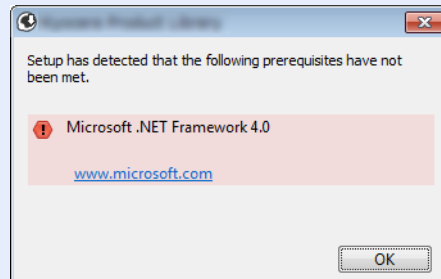 Setup has detected that the following prerequisites have not
been met.
Microsoft .NET Framework 4.0
www.microsoft.com
OK